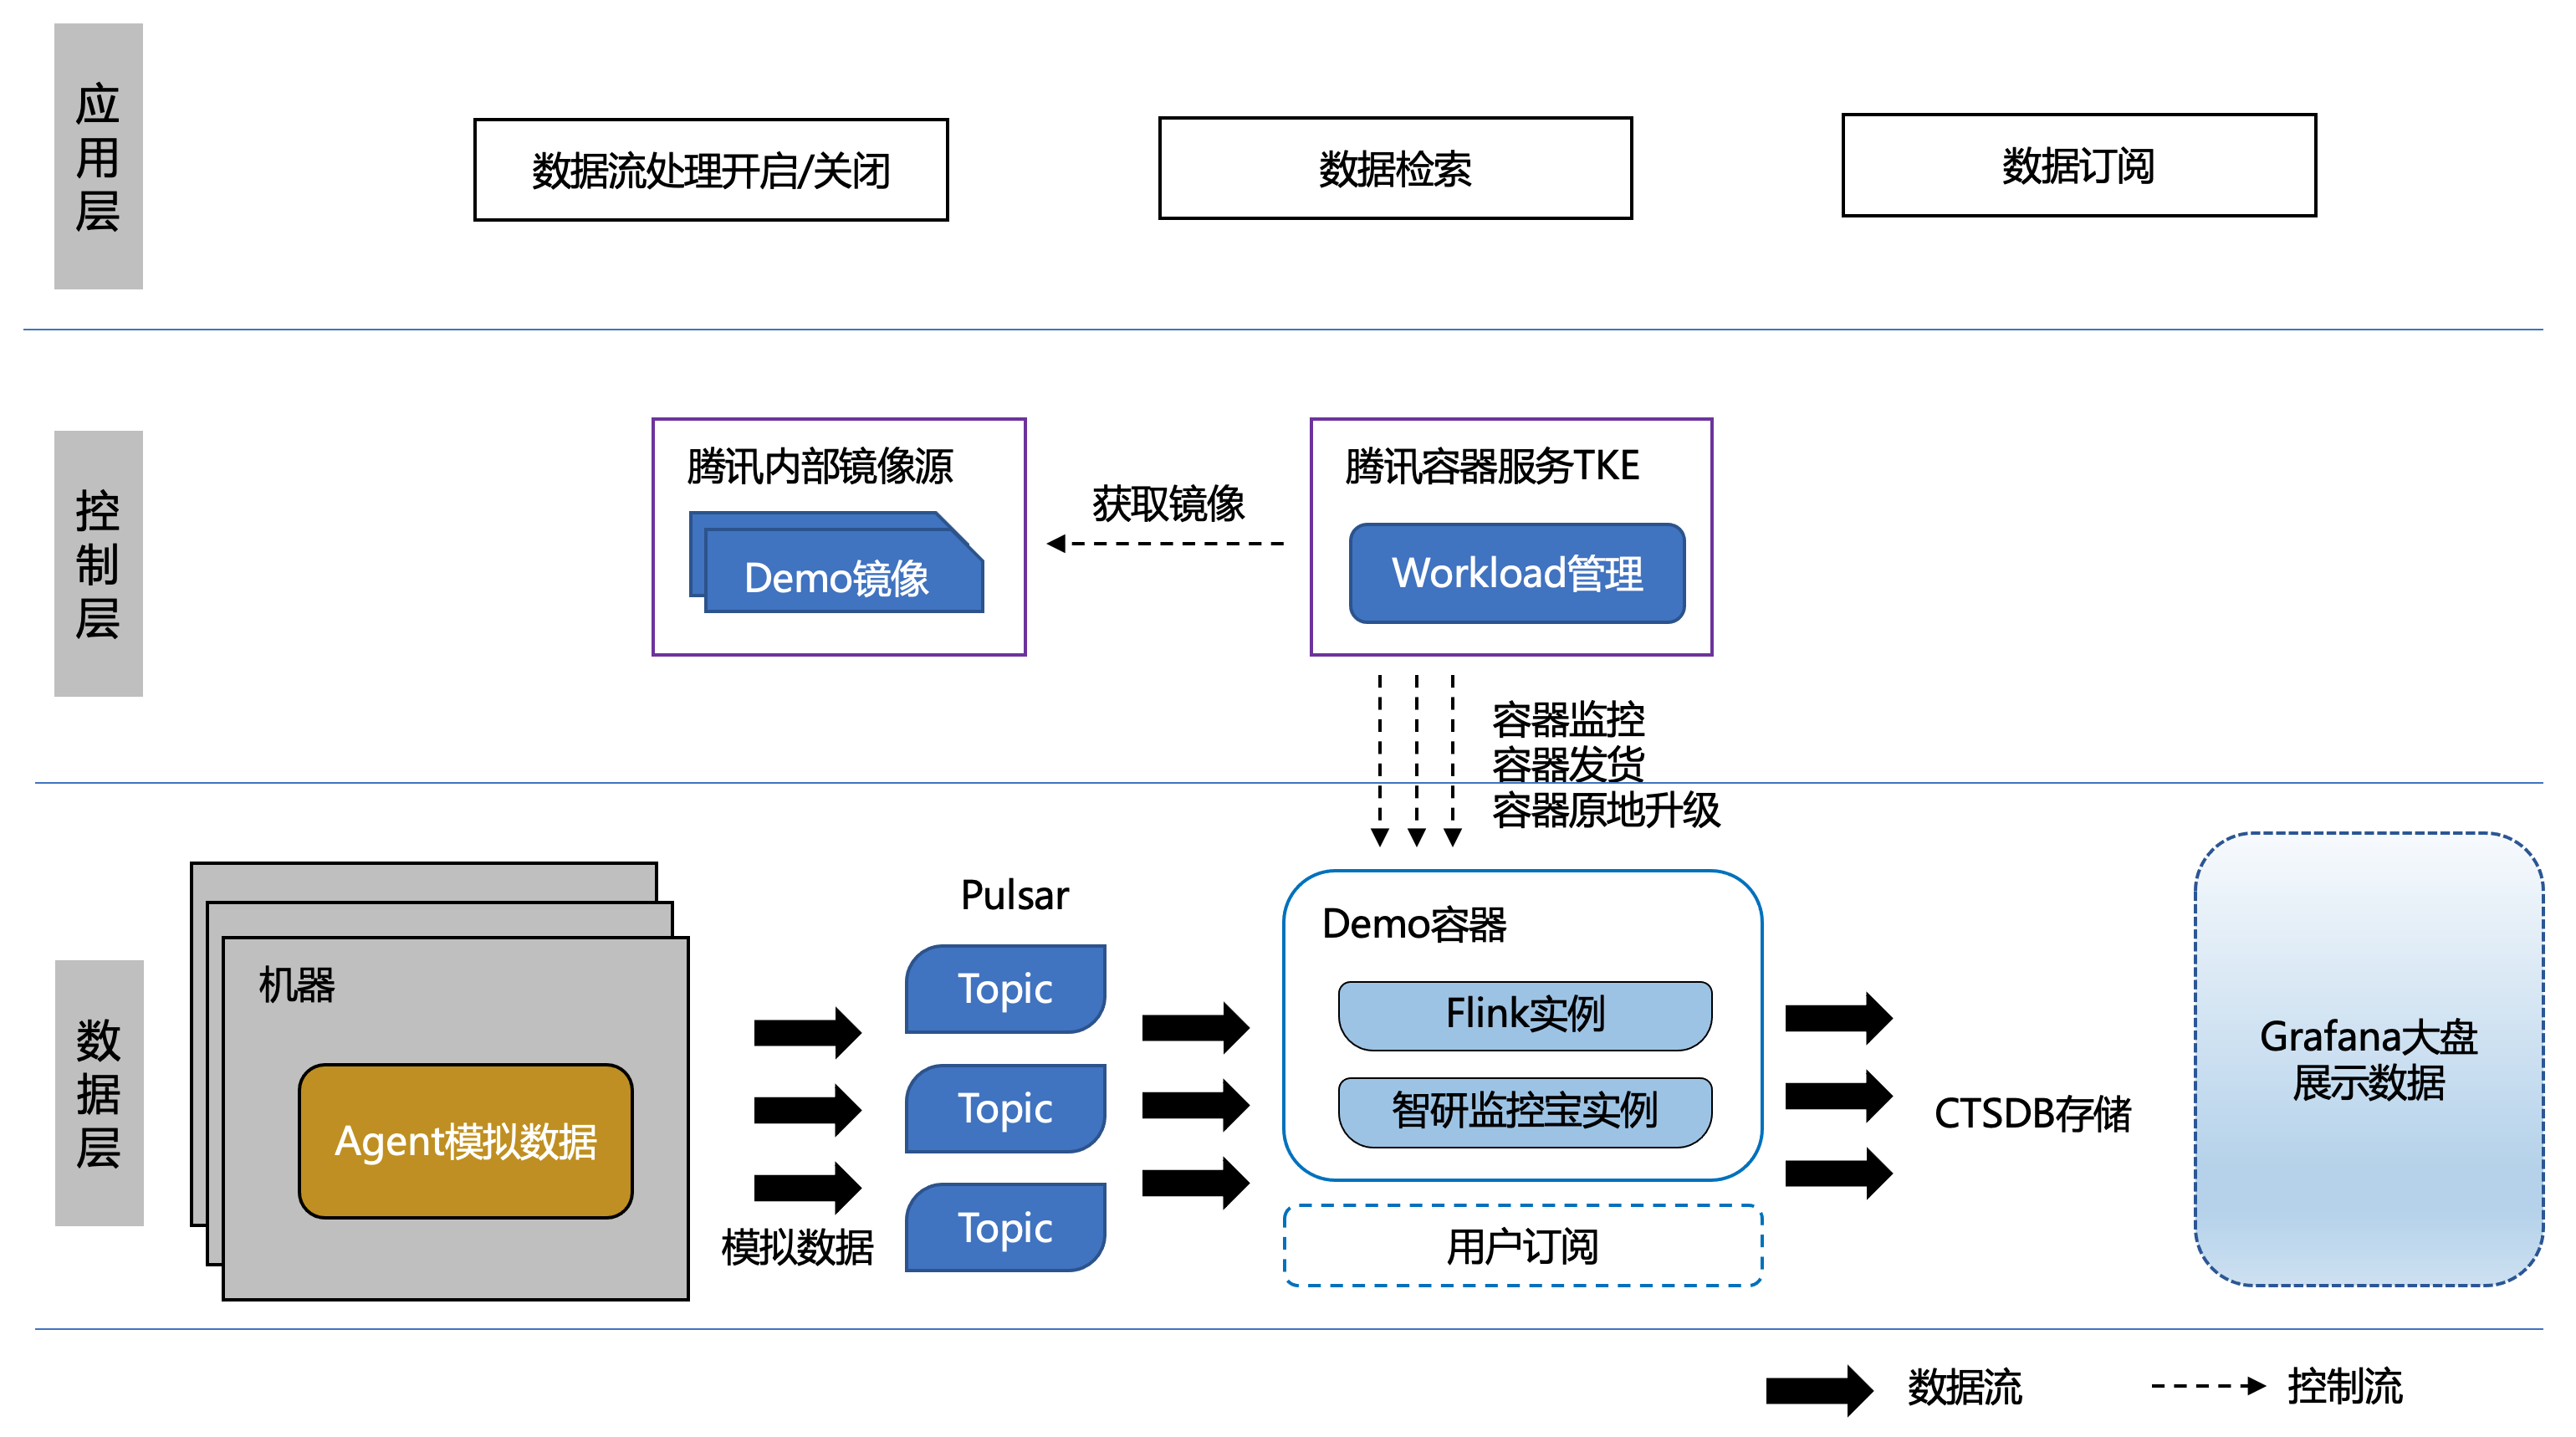 应用层
数据流处理开启/关闭
数据检索
数据订阅
控制层
腾讯内部镜像源
Demo镜像
获取镜像
腾讯容器服务TKE
Workload管理
容器监控
容器发货
容器原地升级
数据层
机器
Agent模拟数据
模拟数据
Pulsar
Topic
Topic
Topic
Demo容器
Flink实例
智研监控宝实例
用户订阅
CTSDB存储
Grafana大盘
展示数据
数据流
控制流